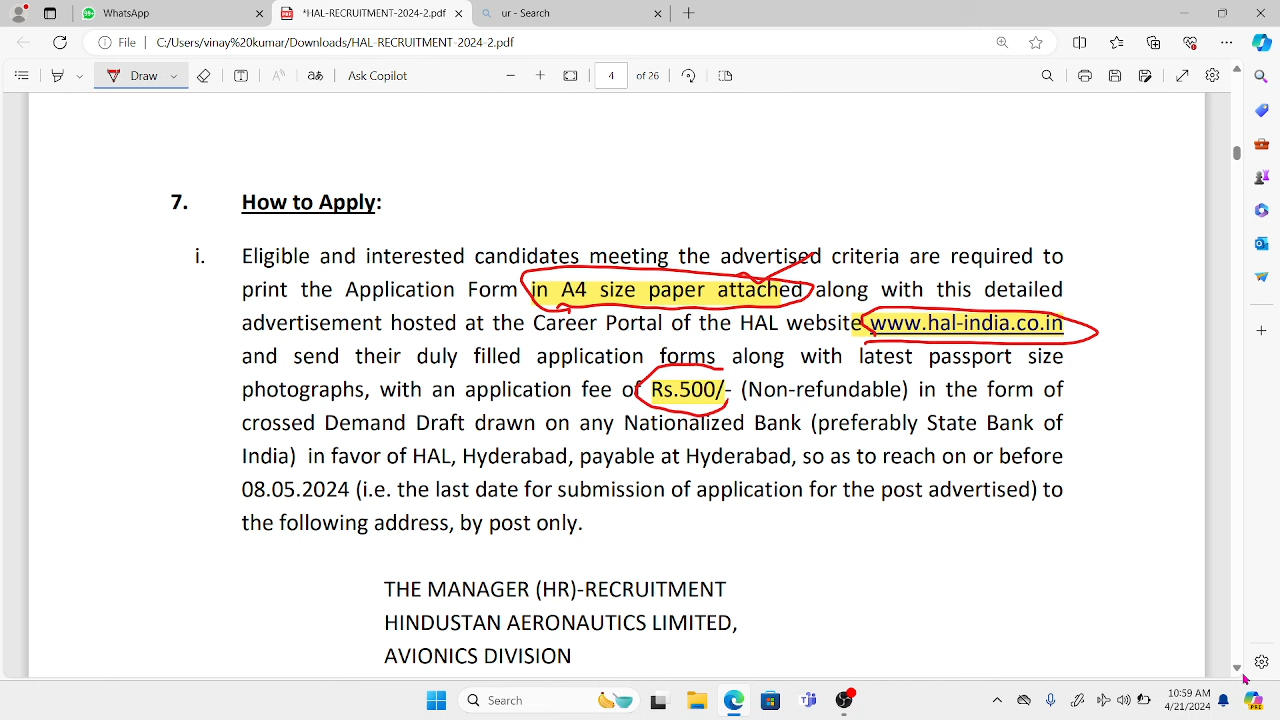 WhatsApp
*HAL-RECRUITMENT-2024-2.pdf
ur - Search
File
C:/Users/vinay%20kumar/Downloads/HAL-RECRUITMENT-2024-2.pdf
Draw
Ask Copilot
4 of 26
7. How to Apply:
i. Eligible and interested candidates meeting the advertised criteria are required to
print the Application Form in A4 size paper attached along with this detailed
advertisement hosted at the Career Portal of the HAL website www.hal-india.co.in
and send their duly filled application forms along with latest passport size
photographs, with an application fee of Rs.500/- (Non-refundable) in the form of
crossed Demand Draft drawn on any Nationalized Bank (preferably State Bank of
India) in favor of HAL, Hyderabad, payable at Hyderabad, so as to reach on or before
08.05.2024 (i.e. the last date for submission of application for the post advertised) to
the following address, by post only.
THE MANAGER (HR)-RECRUITMENT
HINDUSTAN AERONAUTICS LIMITED,
AVIONICS DIVISION
Search
10:59 AM
4/21/2024